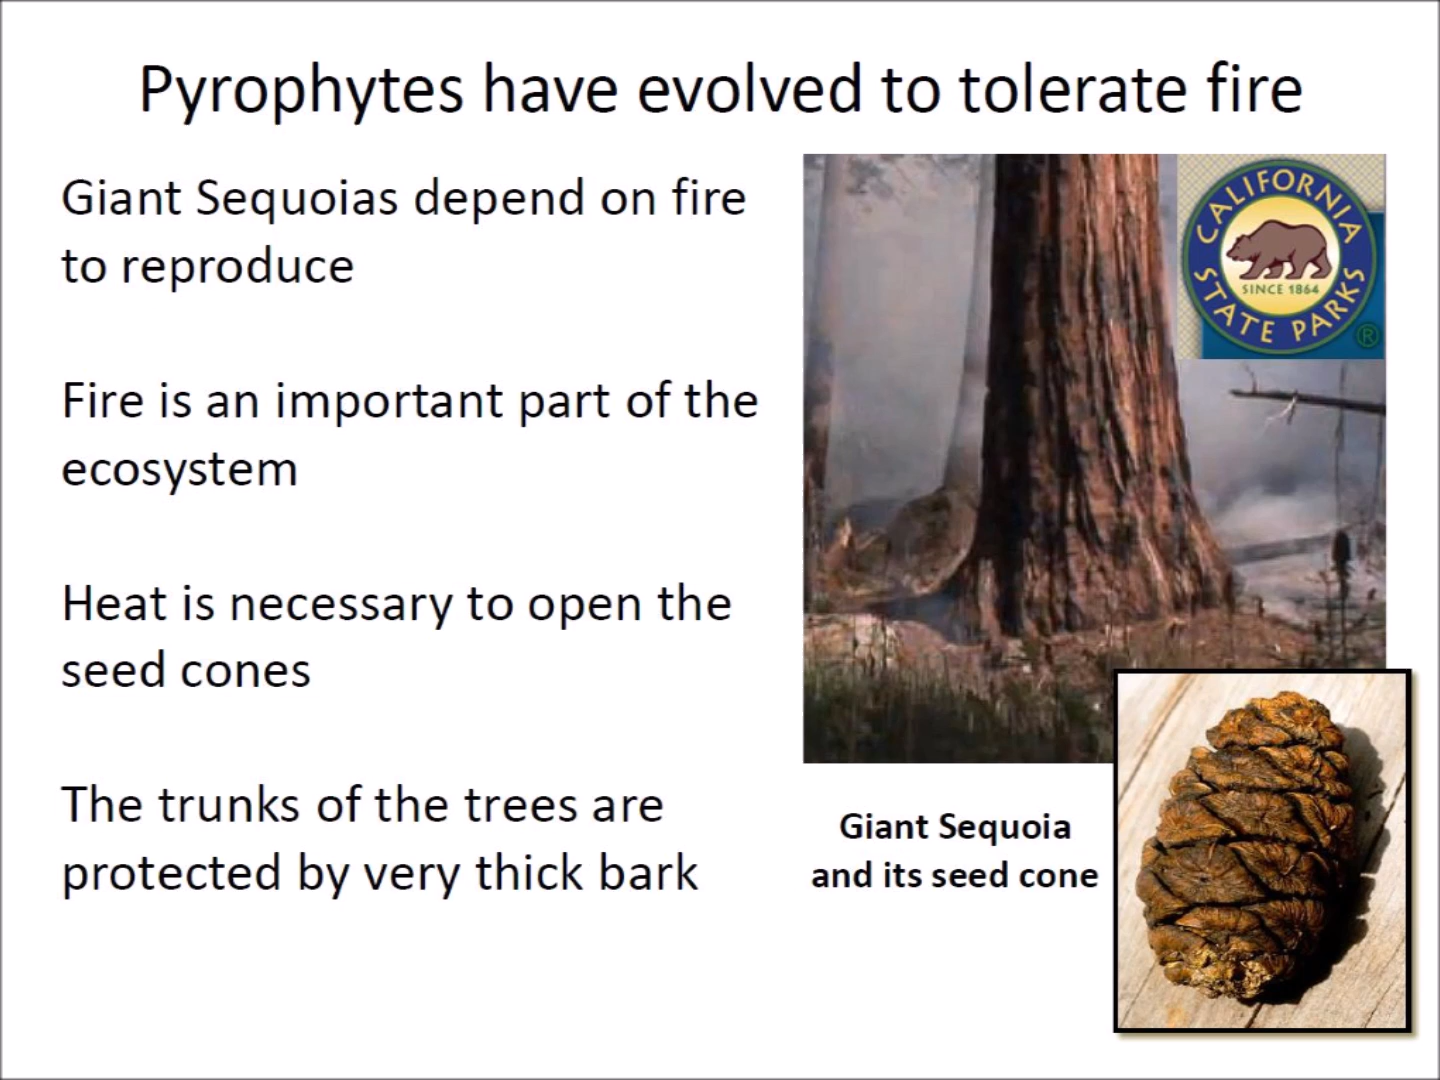 Pyrophytes have evolved to tolerate fire
Giant Sequoias depend on fire
to reproduce
Fire is an important part of the
ecosystem
Heat is necessary to open the
seed cones
The trunks of the trees are
protected by very thick bark
CALIFORNIA
SINCE 1864
STATE PARKS
®
Giant Sequoia
and its seed cone